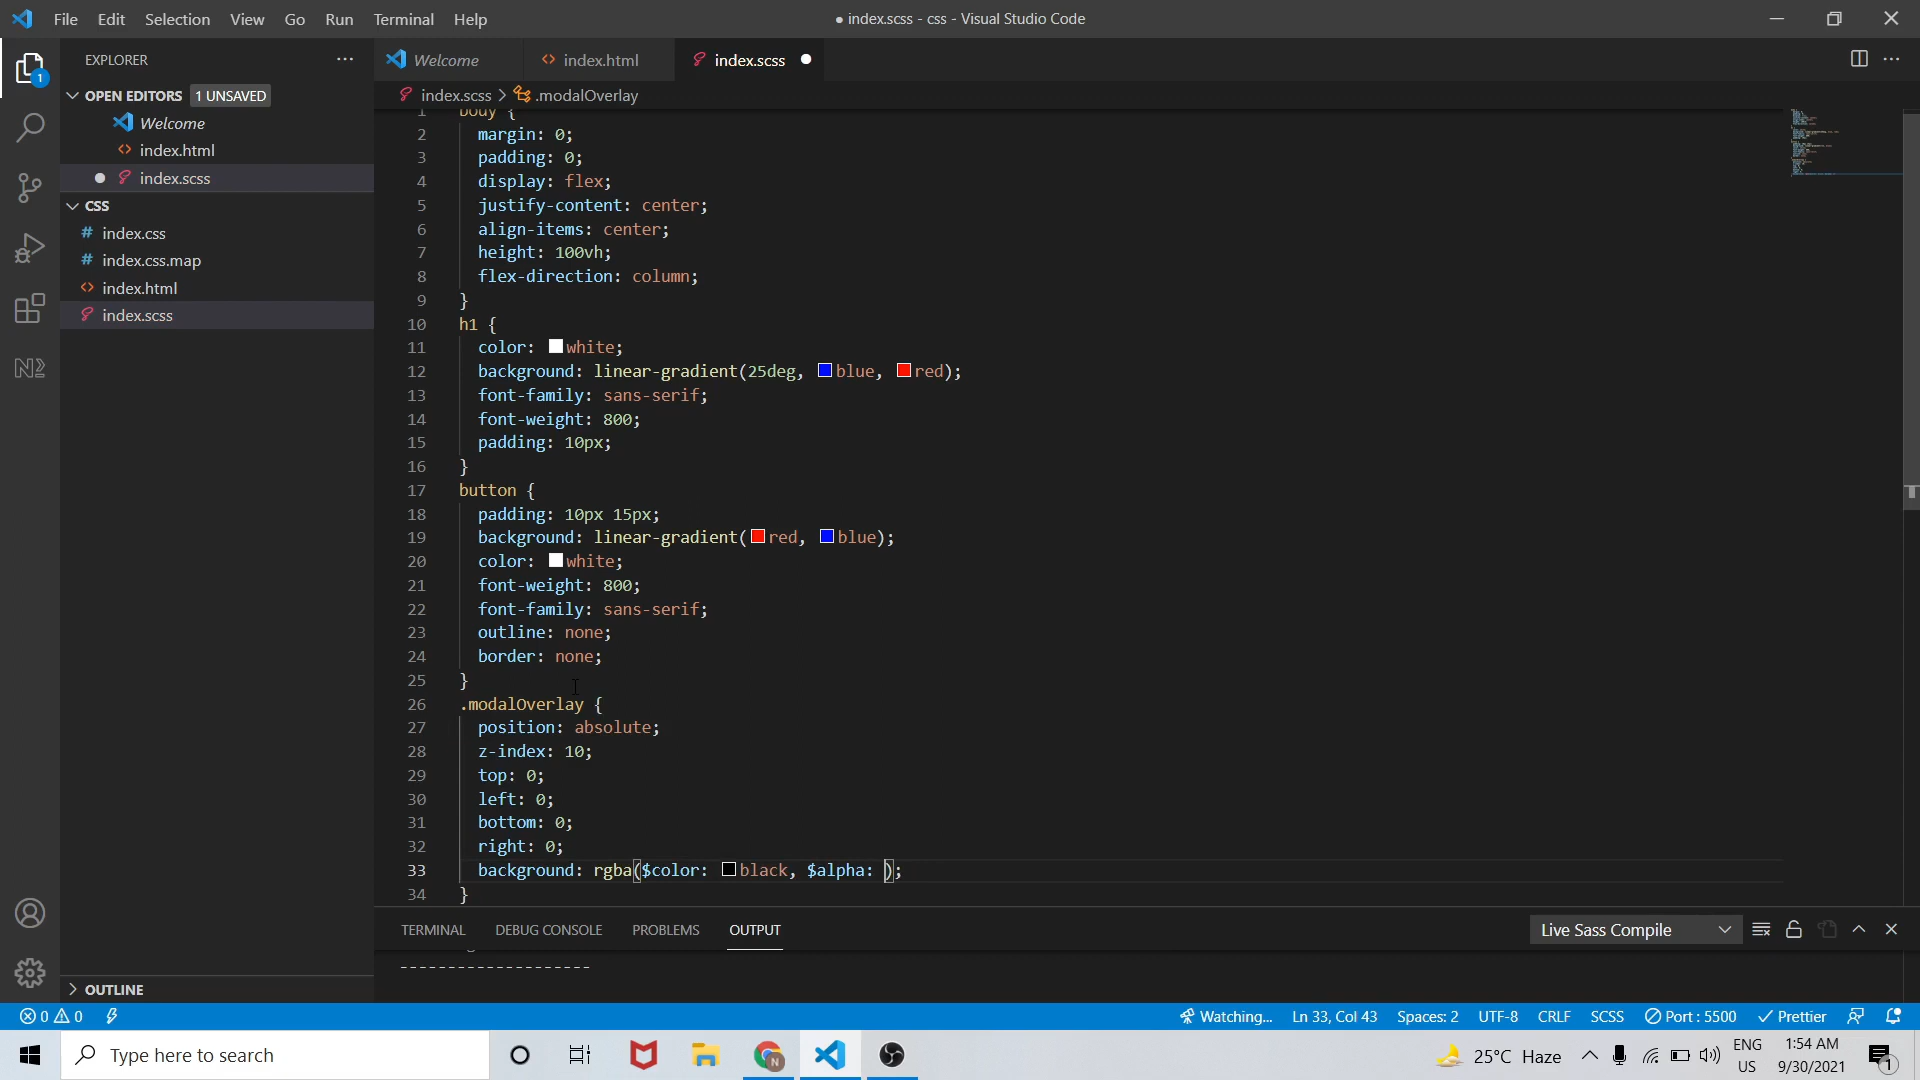 File Edit Selection View Go Run Terminal Help
● index.scss - css - Visual Studio Code
EXPLORER
Welcome
index.html
index.scss
OPEN EDITORS 1 UNSAVED
Welcome
index.html
index.scss
CSS
index.css
index.css.map
index.html
index.scss
OUTLINE
index.scss > .modalOverlay
1 body {
2 margin: 0;
3 padding: 0;
4 display: flex;
5 justify-content: center;
6 align-items: center;
7 height: 100vh;
8 flex-direction: column;
9 }
10 h1 {
11 color: white;
12 background: linear-gradient(25deg, blue, red);
13 font-family: sans-serif;
14 font-weight: 800;
15 padding: 10px;
16 }
17 button {
18 padding: 10px 15px;
19 background: linear-gradient(red, blue);
20 color: white;
21 font-weight: 800;
22 font-family: sans-serif;
23 outline: none;
24 border: none;
25 }
26 .modalOverlay {
27 position: absolute;
28 z-index: 10;
29 top: 0;
30 left: 0;
31 bottom: 0;
32 right: 0;
33 background: rgba($color: black, $alpha: );
34 }
TERMINAL DEBUG CONSOLE PROBLEMS OUTPUT
Live Sass Compile
--------------------
0 0
Watching... Ln 33, Col 43 Spaces: 2 UTF-8 CRLF SCSS Port : 5500 Prettier
Type here to search
25°C Haze
ENG
US
1:54 AM
9/30/2021
1